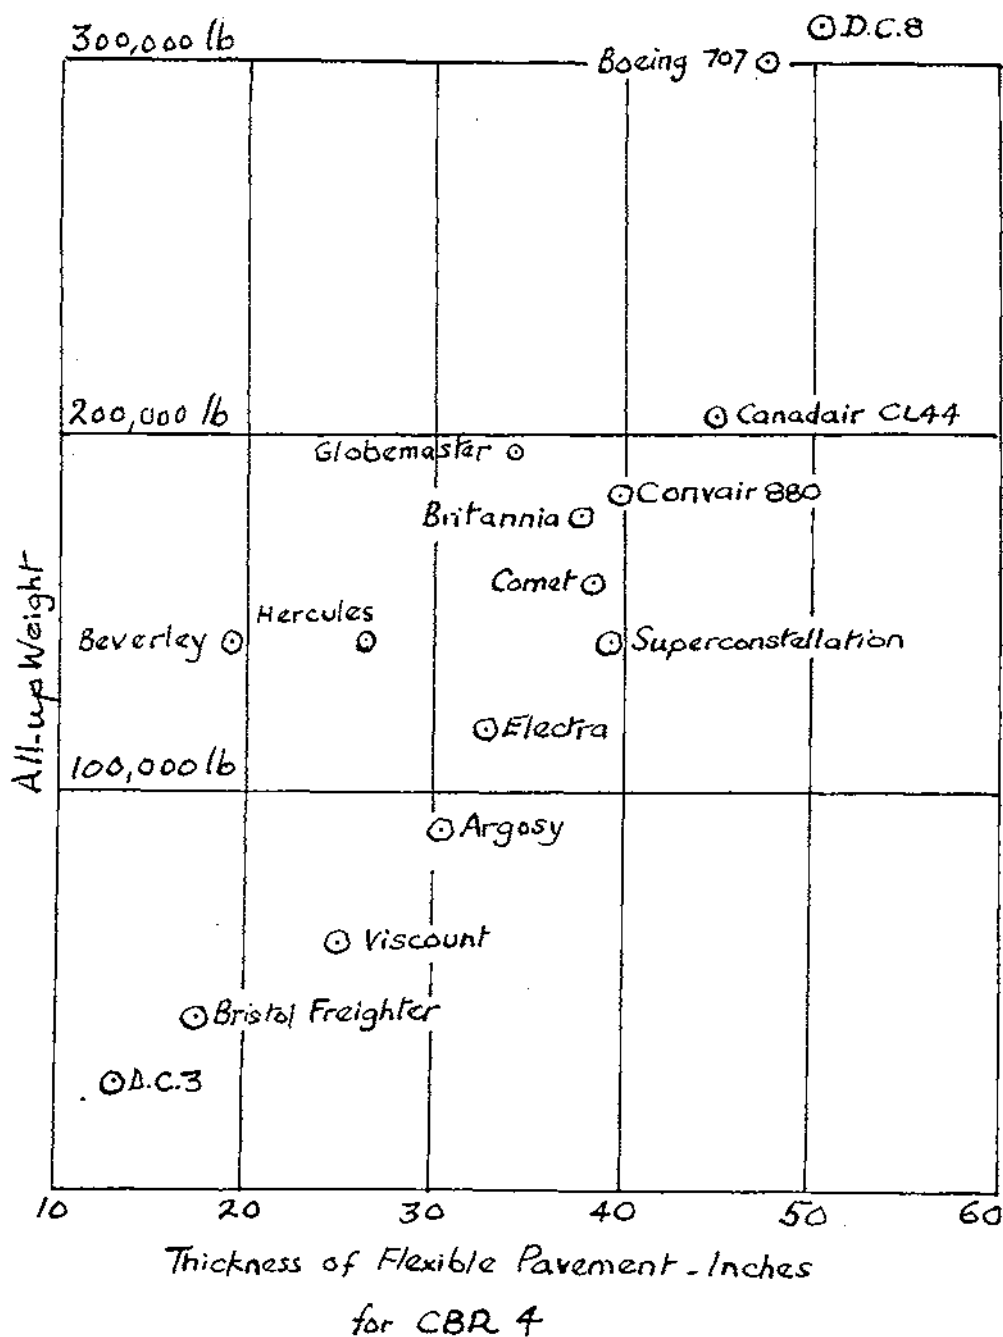 D.C.8
300,000 lb
Boeing 707
200,000 lb
Canadair CL44
Globemaster
Convair 880
Britannia
Comet
Hercules
Beverley
Superconstellation
Electra
100,000 lb
Argosy
Viscount
Bristol Freighter
D.C.3
All-up Weight
10 20 30 40 50 60
Thickness of Flexible Pavement - Inches
for CBR 4